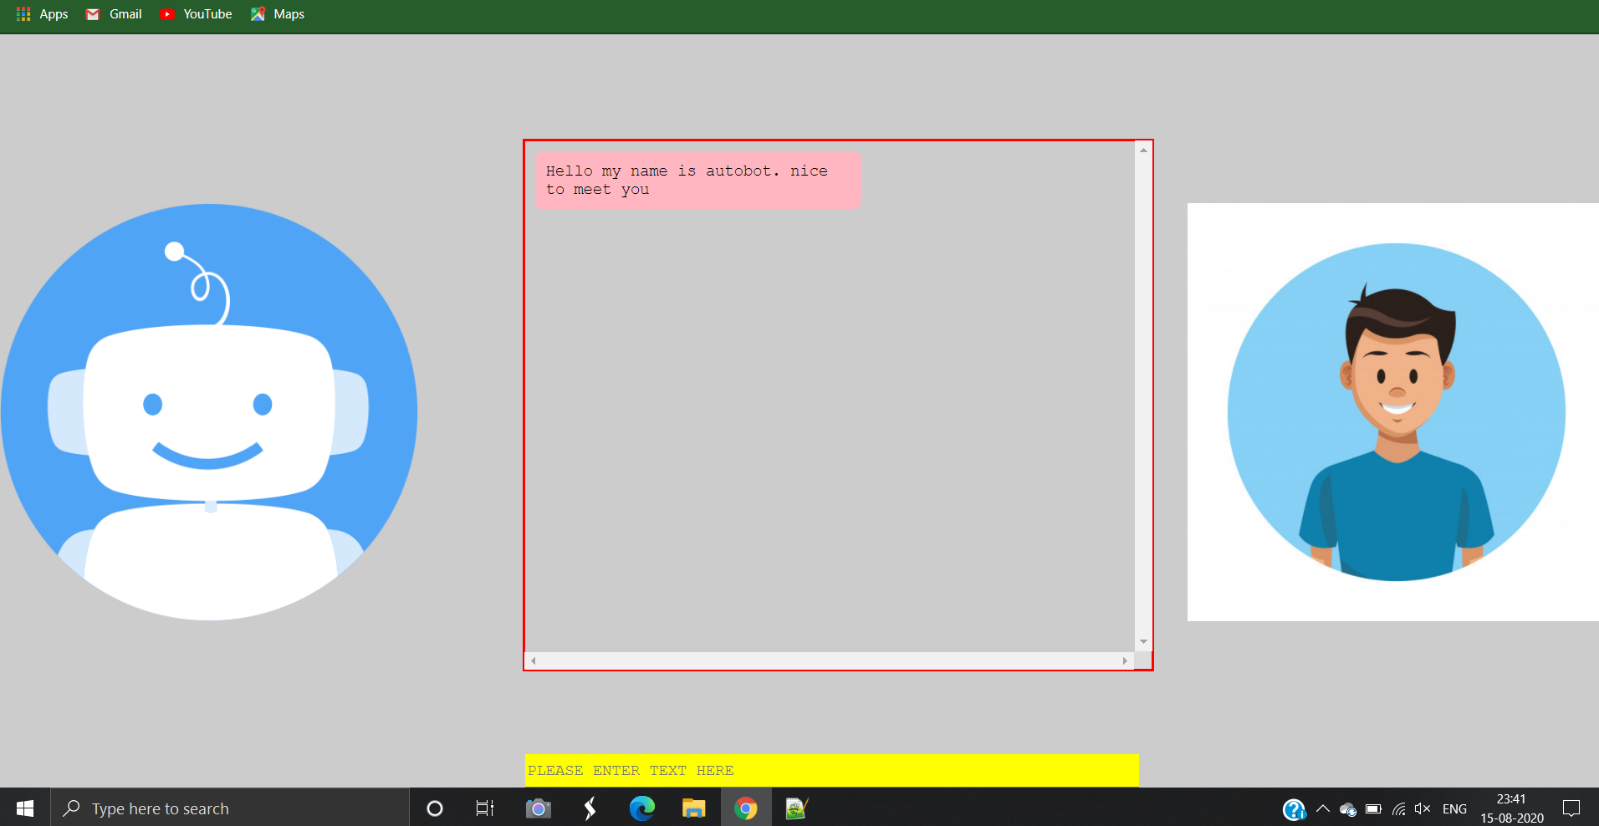 Apps Gmail YouTube Maps
Hello my name is autobot. nice
to meet you
PLEASE ENTER TEXT HERE
Type here to search
ENG
23:41
15-08-2020